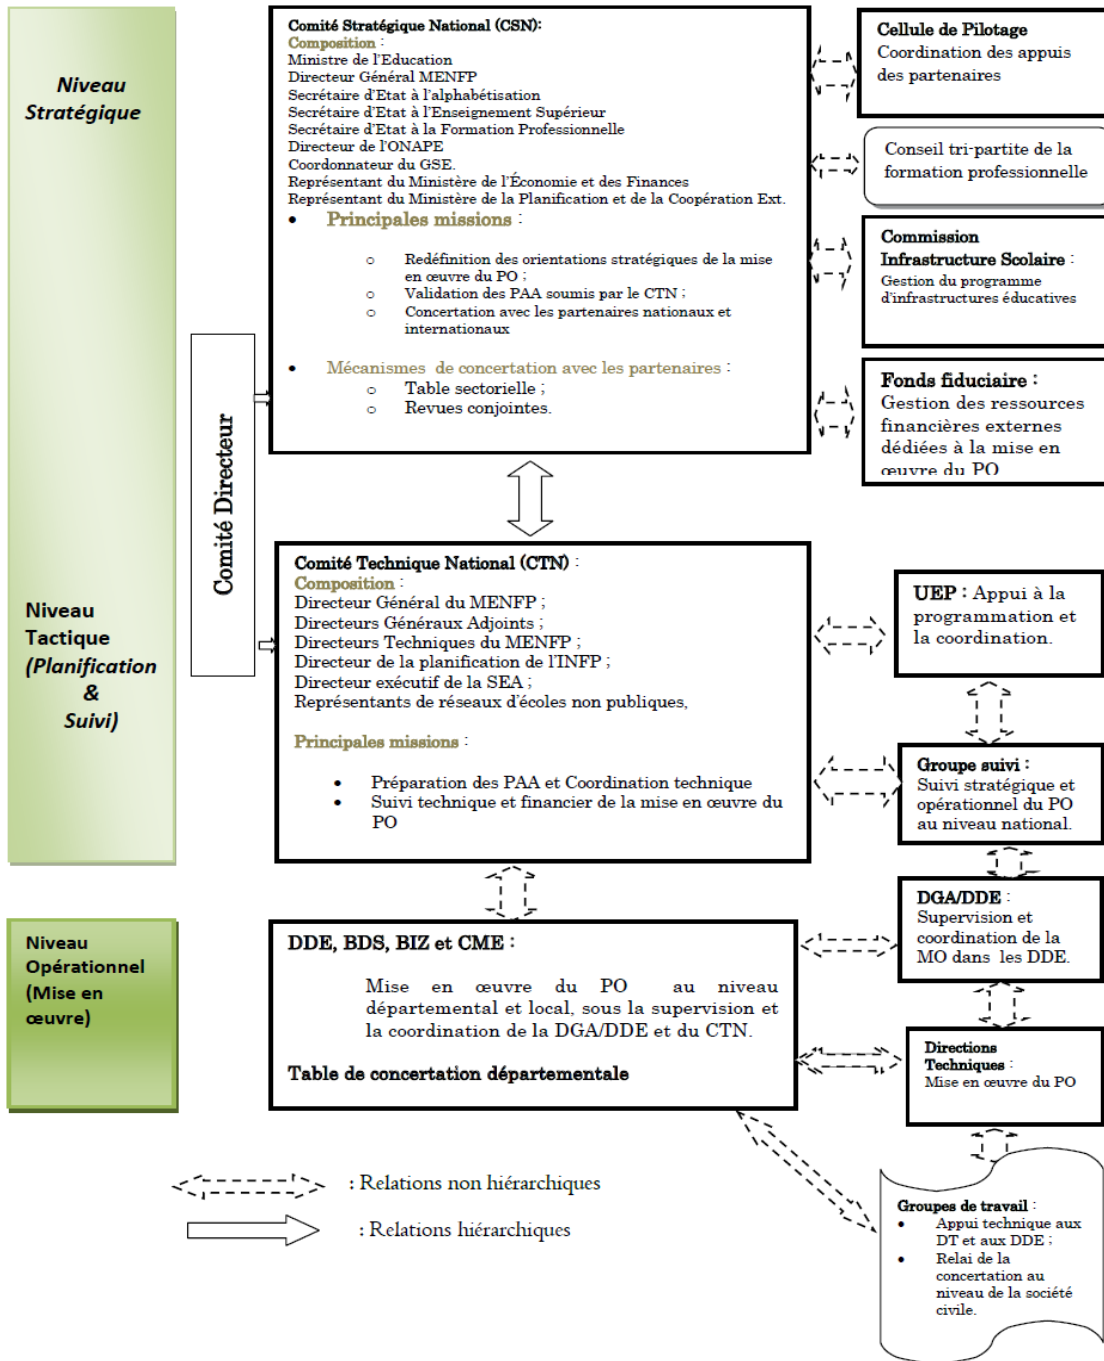 Niveau
Stratégique
Comité Stratégique National (CSN):
Composition :
Ministre de l'Education
Directeur Général MENFP
Secrétaire d'Etat à l'alphabétisation
Secrétaire d'Etat à l'Enseignement Supérieur
Secrétaire d'Etat à la Formation Professionnelle
Directeur de l'ONAPE
Coordonnateur du GSE.
Représentant du Ministère de l'Économie et des Finances
Représentant du Ministère de la Planification et de la Coopération Ext.
• Principales missions :
o Redéfinition des orientations stratégiques de la mise
en œuvre du PO ;
o Validation des PAA soumis par le CTN ;
o Concertation avec les partenaires nationaux et
internationaux
• Mécanismes de concertation avec les partenaires :
o Table sectorielle ;
o Revues conjointes.
Cellule de Pilotage
Coordination des appuis
des partenaires
Conseil tri-partite de la
formation professionnelle
Commission
Infrastructure Scolaire :
Gestion du programme
d'infrastructures éducatives
Fonds fiduciaire :
Gestion des ressources
financières externes
dédiées à la mise en
œuvre du PO
Comité Directeur
Niveau
Tactique
(Planification
&
Suivi)
Comité Technique National (CTN) :
Composition :
Directeur Général du MENFP ;
Directeurs Généraux Adjoints ;
Directeurs Techniques du MENFP ;
Directeur de la planification de l'INFP ;
Directeur exécutif de la SEA ;
Représentants de réseaux d'écoles non publiques,
Principales missions :
• Préparation des PAA et Coordination technique
• Suivi technique et financier de la mise en œuvre du
PO
UEP : Appui à la
programmation et
la coordination.
Groupe suivi :
Suivi stratégique et
opérationnel du PO
au niveau national.
DGA/DDE :
Supervision et
coordination de la
MO dans les DDE.
Niveau
Opérationnel
(Mise en
œuvre)
DDE, BDS, BIZ et CME :
Mise en œuvre du PO au niveau
départemental et local, sous la supervision et
la coordination de la DGA/DDE et du CTN.
Table de concertation départementale
Directions
Techniques :
Mise en œuvre du PO
Groupes de travail :
• Appui technique aux
DT et aux DDE ;
• Relai de la
concertation au
niveau de la société
civile.
: Relations non hiérarchiques
: Relations hiérarchiques